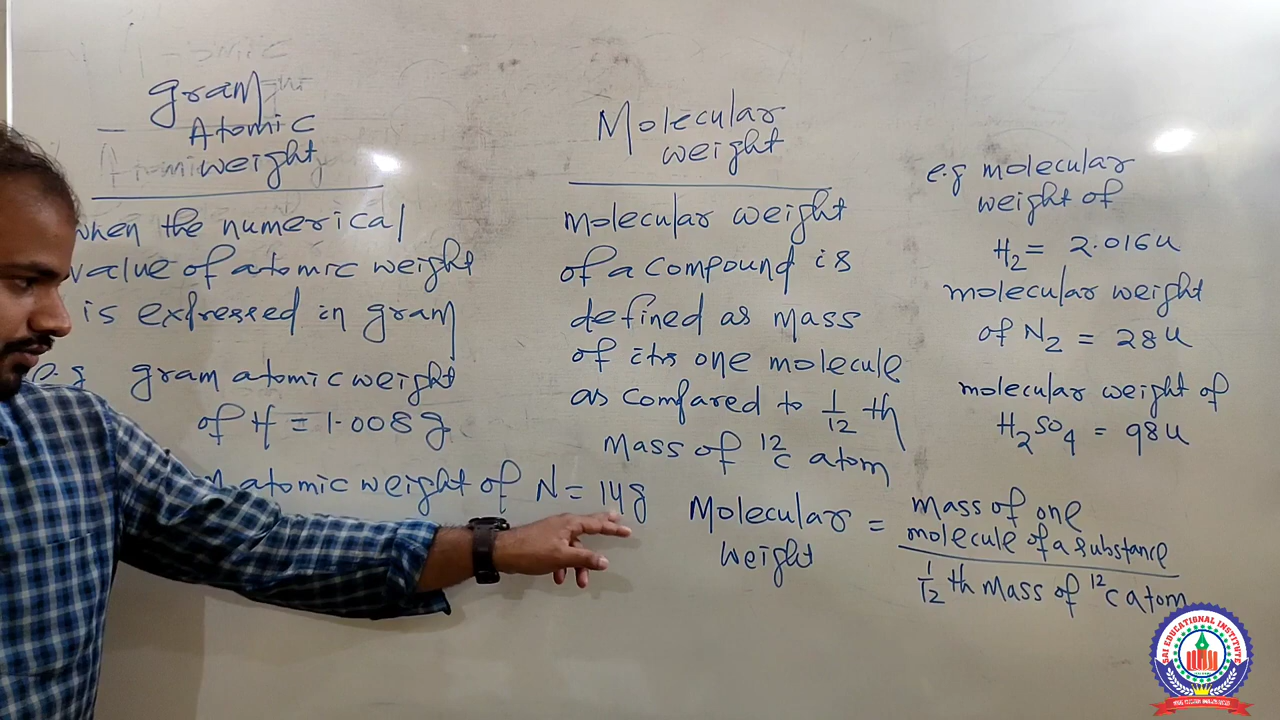 gram
Atomic
weight
when the numerical
value of atomic weight
is expressed in gram
e.g gram atomic weight
of H = 1.008 g
atomic weight of N = 14g
Molecular
weight
molecular weight
of a compound is
defined as mass
of its one molecule
as compared to 1/12 th
mass of 12C atom
Molecular
weight
=
mass of one
molecule of a substance
1/12 th mass of 12C atom
e.g molecular
weight of
H2 = 2.016u
molecular weight
of N2 = 28u
molecular weight of
H2SO4 = 98u
SAI EDUCATIONAL INSTITUTE